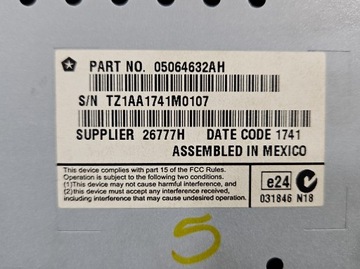 PART NO. 05064632AH
S/N TZ1AA1741M0107
SUPPLIER 26777H DATE CODE 1741
ASSEMBLED IN MEXICO
This device complies with part 15 of the FCC Rules.
Operation is subject to the following two conditions:
(1)This device may not cause harmful interference, and
(2)this device must accept any interference received,
including interference that may cause undesired operation.
e24
031846 N18
5